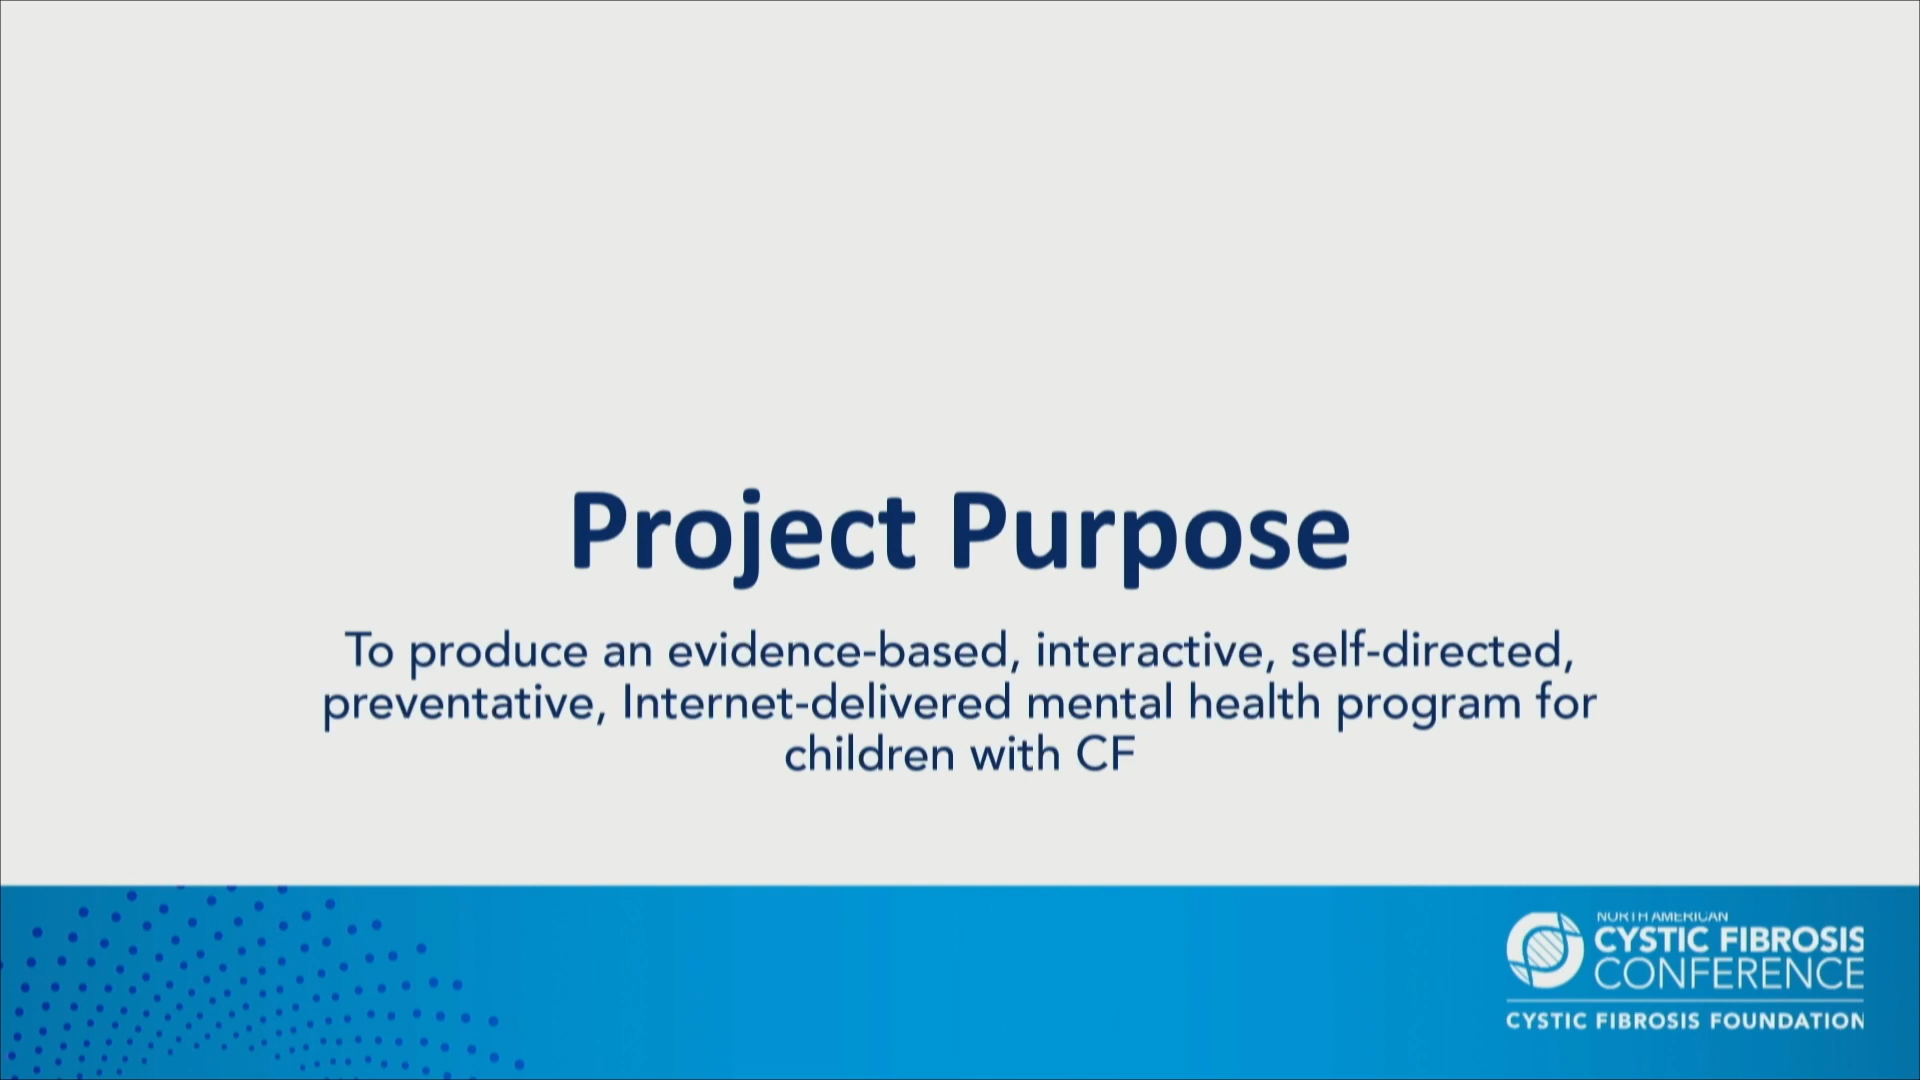 Project Purpose
To produce an evidence-based, interactive, self-directed,
preventative, Internet-delivered mental health program for
children with CF
NORTH AMERICAN
CYSTIC FIBROSIS
CONFERENCE
CYSTIC FIBROSIS FOUNDATION